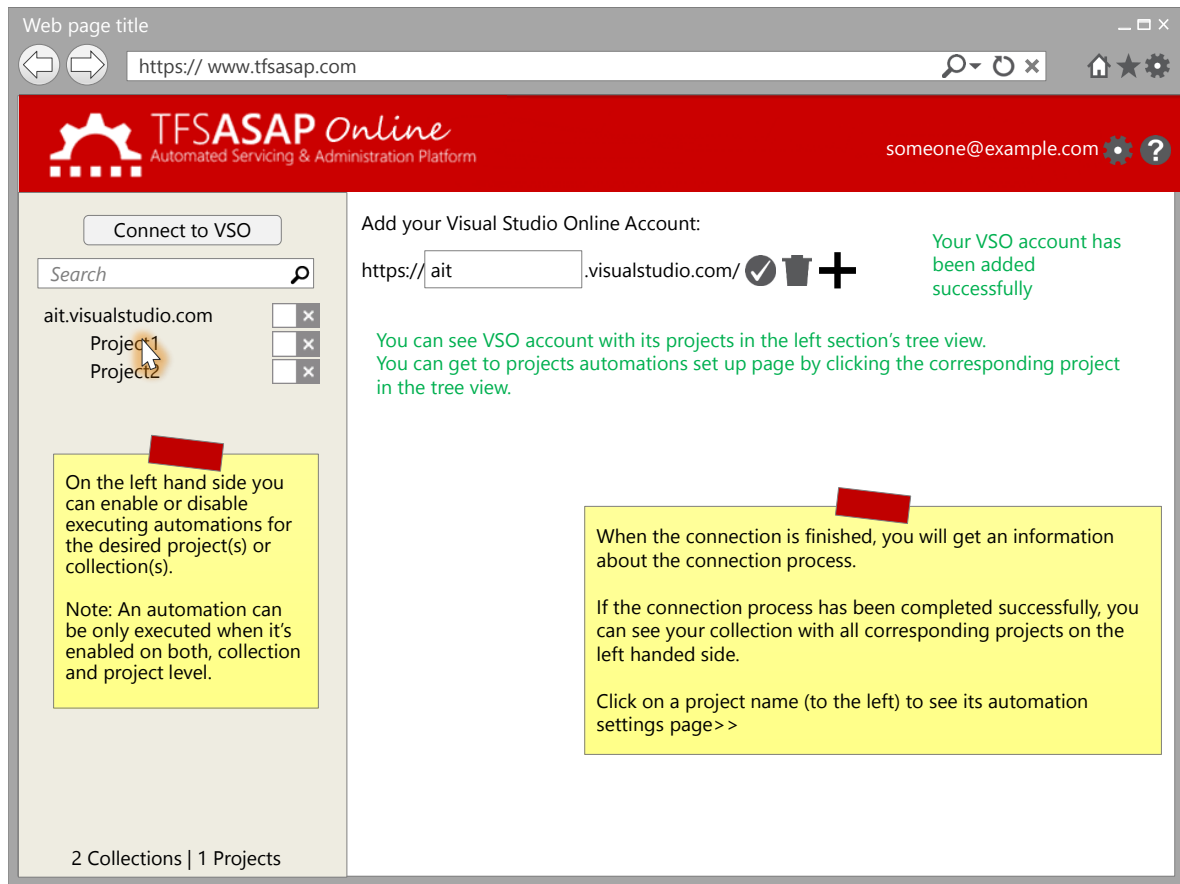 Web page title
https:// www.tfsasap.com
TFSASAP Online
Automated Servicing & Administration Platform
someone@example.com ?
Connect to VSO
Search
ait.visualstudio.com
Project1
Project2
On the left hand side you
can enable or disable
executing automations for
the desired project(s) or
collection(s).
Note: An automation can
be only executed when it's
enabled on both, collection
and project level.
2 Collections | 1 Projects
Add your Visual Studio Online Account:
https:// ait .visualstudio.com/
Your VSO account has
been added
successfully
You can see VSO account with its projects in the left section's tree view.
You can get to projects automations set up page by clicking the corresponding project
in the tree view.
When the connection is finished, you will get an information
about the connection process.
If the connection process has been completed successfully, you
can see your collection with all corresponding projects on the
left handed side.
Click on a project name (to the left) to see its automation
settings page>>